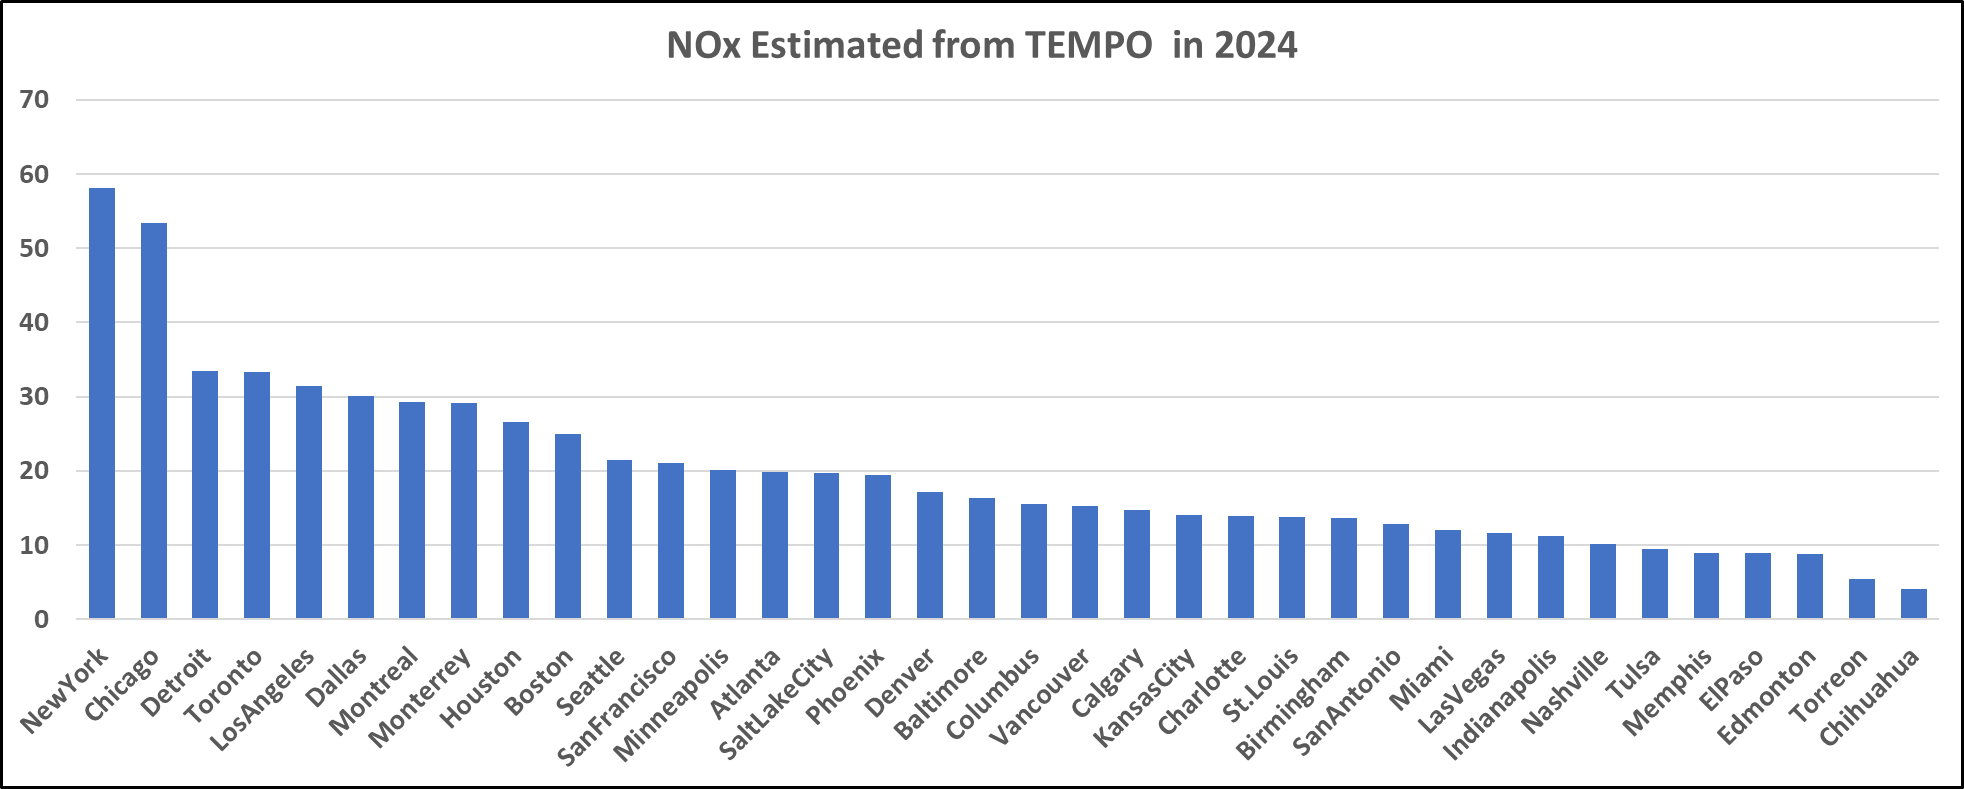 NOx Estimated from TEMPO  in 2024
70
60
50
40
30
20
10
0
NewYork
Chicago
Detroit
Toronto
LosAngeles
Dallas
Montreal
Monterrey
Houston
Boston
Seattle
SanFrancisco
Minneapolis
Atlanta
SaltLakeCity
Phoenix
Denver
Baltimore
Columbus
Vancouver
Calgary
KansasCity
Charlotte
St.Louis
Birmingham
SanAntonio
Miami
LasVegas
Indianapolis
Nashville
Tulsa
Memphis
ElPaso
Edmonton
Torreon
Chihuahua